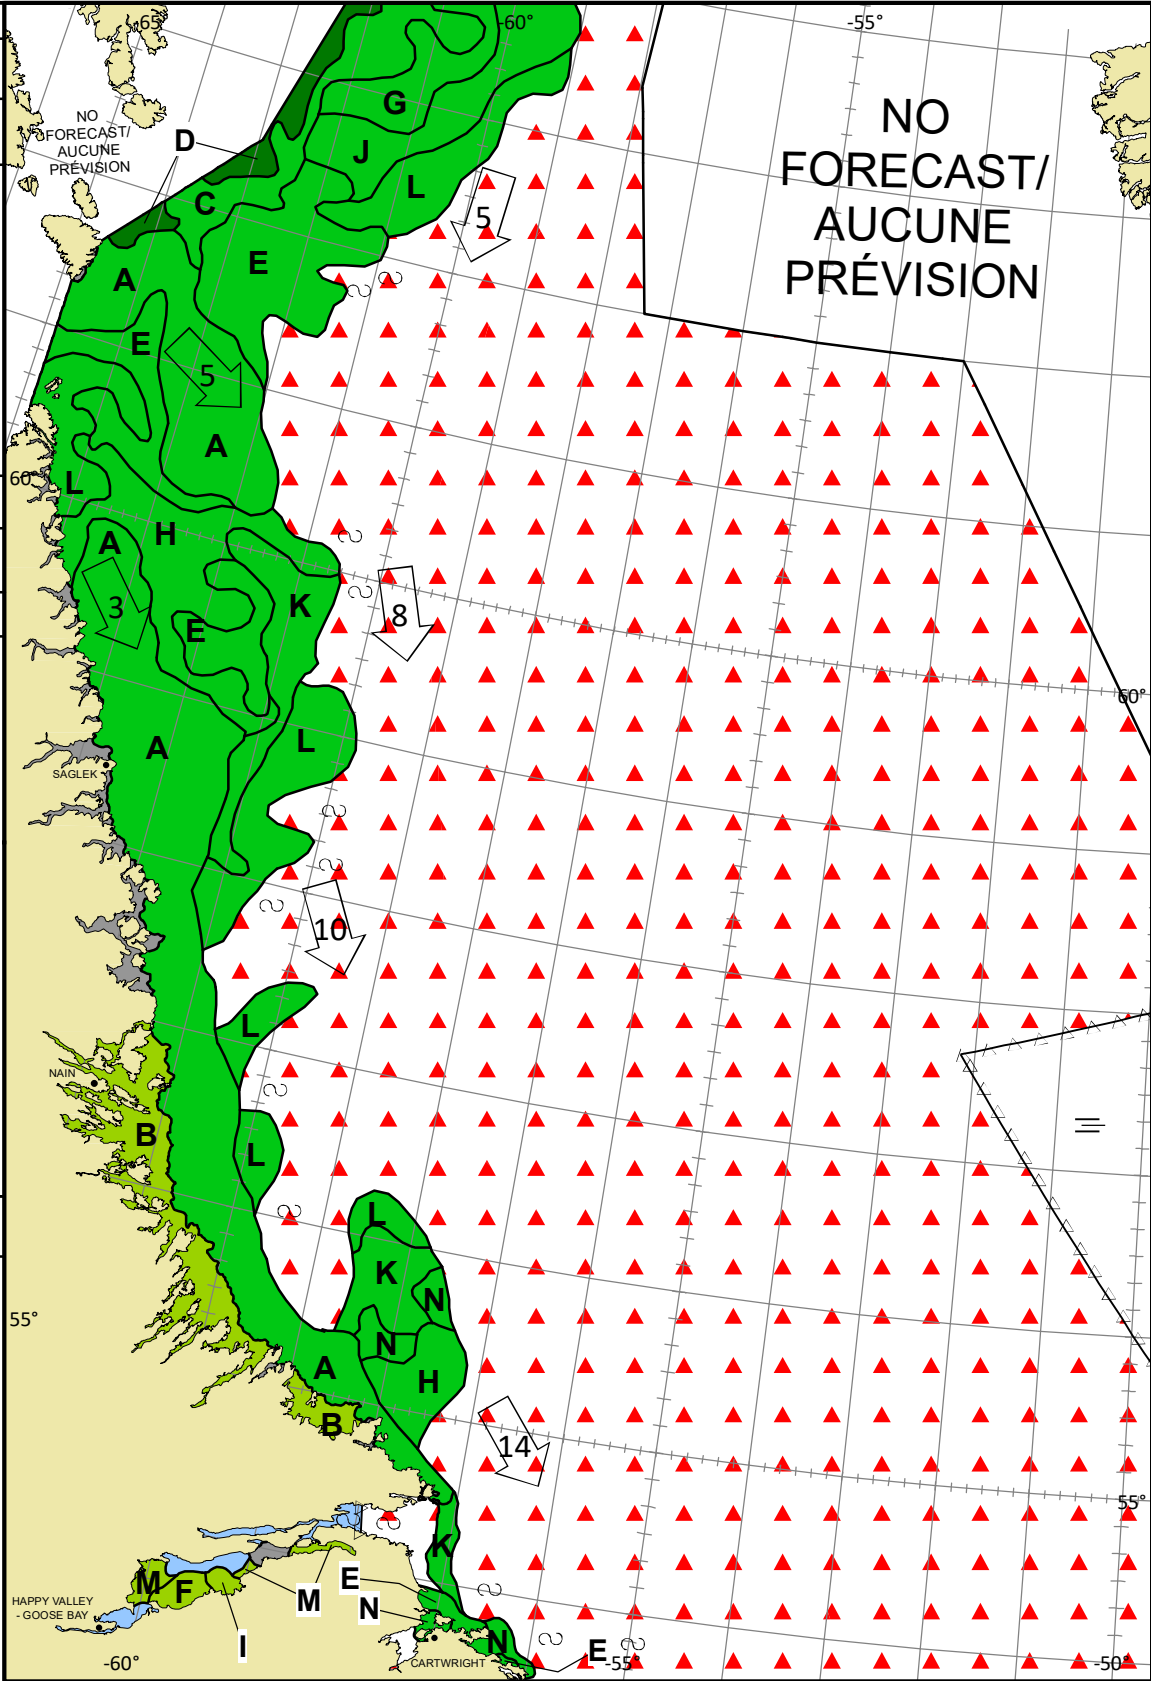 -65°
-60°
-55°
NO
FORECAST/
AUCUNE
PRÉVISION
NO
FORECAST/
AUCUNE
PRÉVISION
D
G
J
C
L
5
E
A
E
5
A
60°
L
H
A
3
K
E
8
60°
A
L
SAGLEK
10
L
NAIN
B
L
L
K
N
55°
N
A
H
B
14
55°
K
M
F
E
M
N
HAPPY VALLEY
- GOOSE BAY
I
N
E
CARTWRIGHT
-60°
-55°
-50°